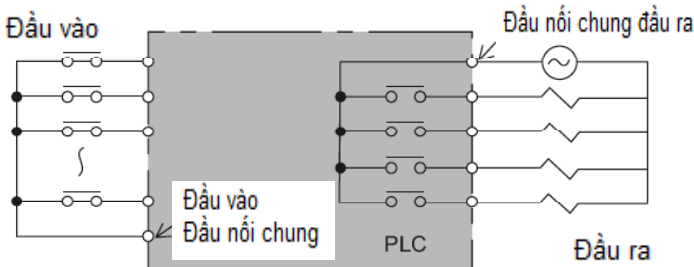 Đầu vào
Đầu nối chung đầu ra
Đầu vào
Đầu nối chung
PLC
Đầu ra